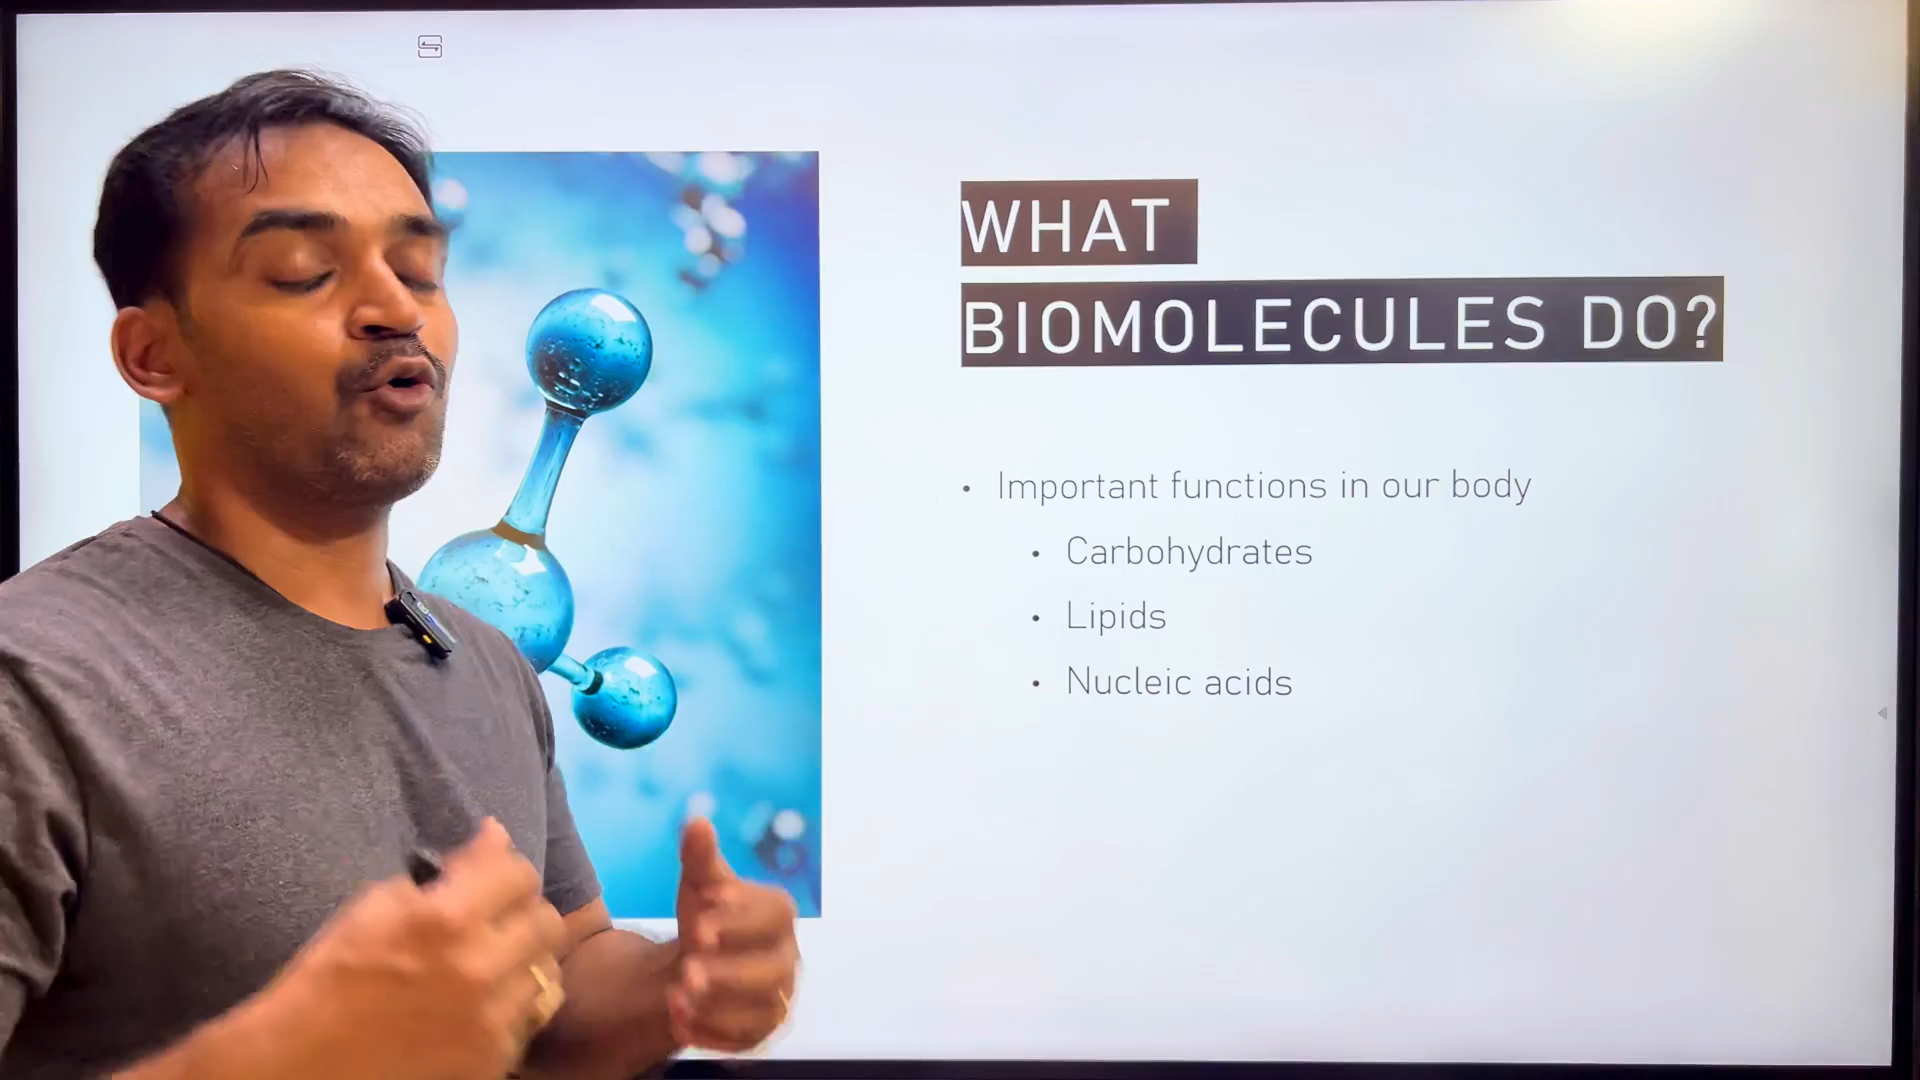 WHAT
BIOMOLECULES DO?
• Important functions in our body
• Carbohydrates
• Lipids
• Nucleic acids